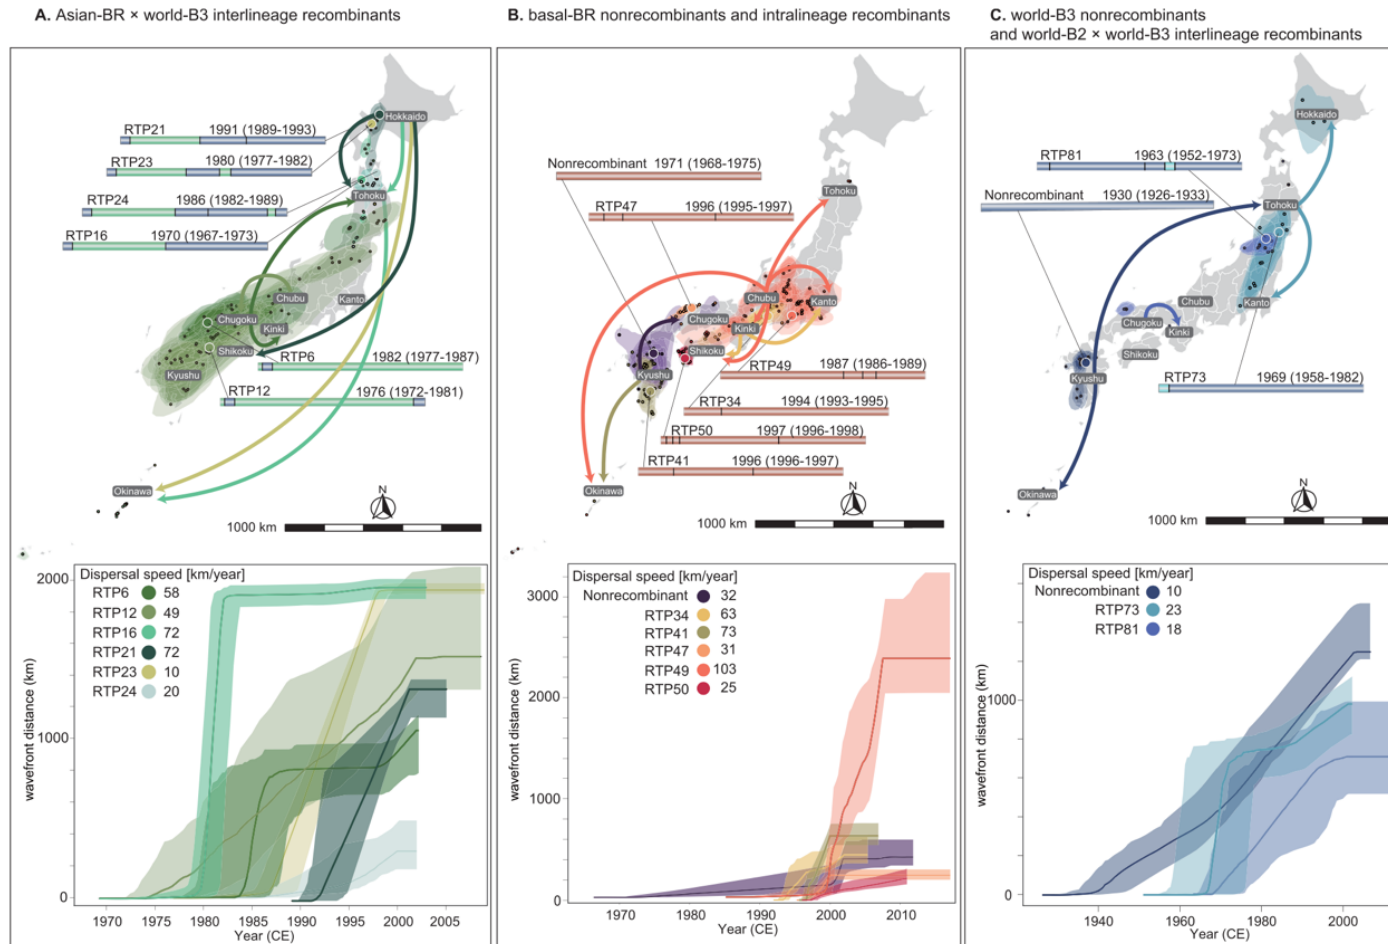 A. Asian-BR × world-B3 interlineage recombinants
Hokkaido
RTP21 1991 (1989-1993)
RTP23 1980 (1977-1982)
RTP24 1986 (1982-1989)
Tohoku
RTP16 1970 (1967-1973)
Chubu
Kanto
Chugoku
Kinki
Shikoku
RTP6 1982 (1977-1987)
Kyushu
RTP12 1976 (1972-1981)
Okinawa
N
1000 km
Dispersal speed [km/year]
RTP6 58
RTP12 49
RTP16 72
RTP21 72
RTP23 10
RTP24 20
wavefront distance (km)
2000
1000
0
1970 1975 1980 1985 1990 1995 2000 2005
Year (CE)
B. basal-BR nonrecombinants and intralineage recombinants
Nonrecombinant 1971 (1968-1975)
Tohoku
RTP47 1996 (1995-1997)
Chubu
Kanto
Chugoku
Kinki
Shikoku
RTP49 1987 (1986-1989)
Kyushu
RTP34 1994 (1993-1995)
RTP50 1997 (1996-1998)
RTP41 1996 (1996-1997)
Okinawa
N
1000 km
Dispersal speed [km/year]
Nonrecombinant 32
RTP34 63
RTP41 73
RTP47 31
RTP49 103
RTP50 25
wavefront distance (km)
3000
2000
1000
0
1970 1980 1990 2000 2010
Year (CE)
C. world-B3 nonrecombinants
and world-B2 × world-B3 interlineage recombinants
Hokkaido
RTP81 1963 (1952-1973)
Nonrecombinant 1930 (1926-1933)
Tohoku
Chubu
Kanto
Chugoku
Kinki
Shikoku
Kyushu
RTP73 1969 (1958-1982)
Okinawa
N
1000 km
Dispersal speed [km/year]
Nonrecombinant 10
RTP73 23
RTP81 18
wavefront distance (km)
1000
0
1940 1960 1980 2000
Year (CE)